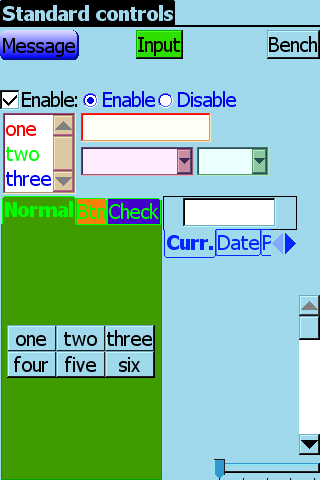 Standard controls
Message Input Bench
Enable: Enable Disable
one
two
three
Normal Btn Check
Curr. Date P
one two three
four five six